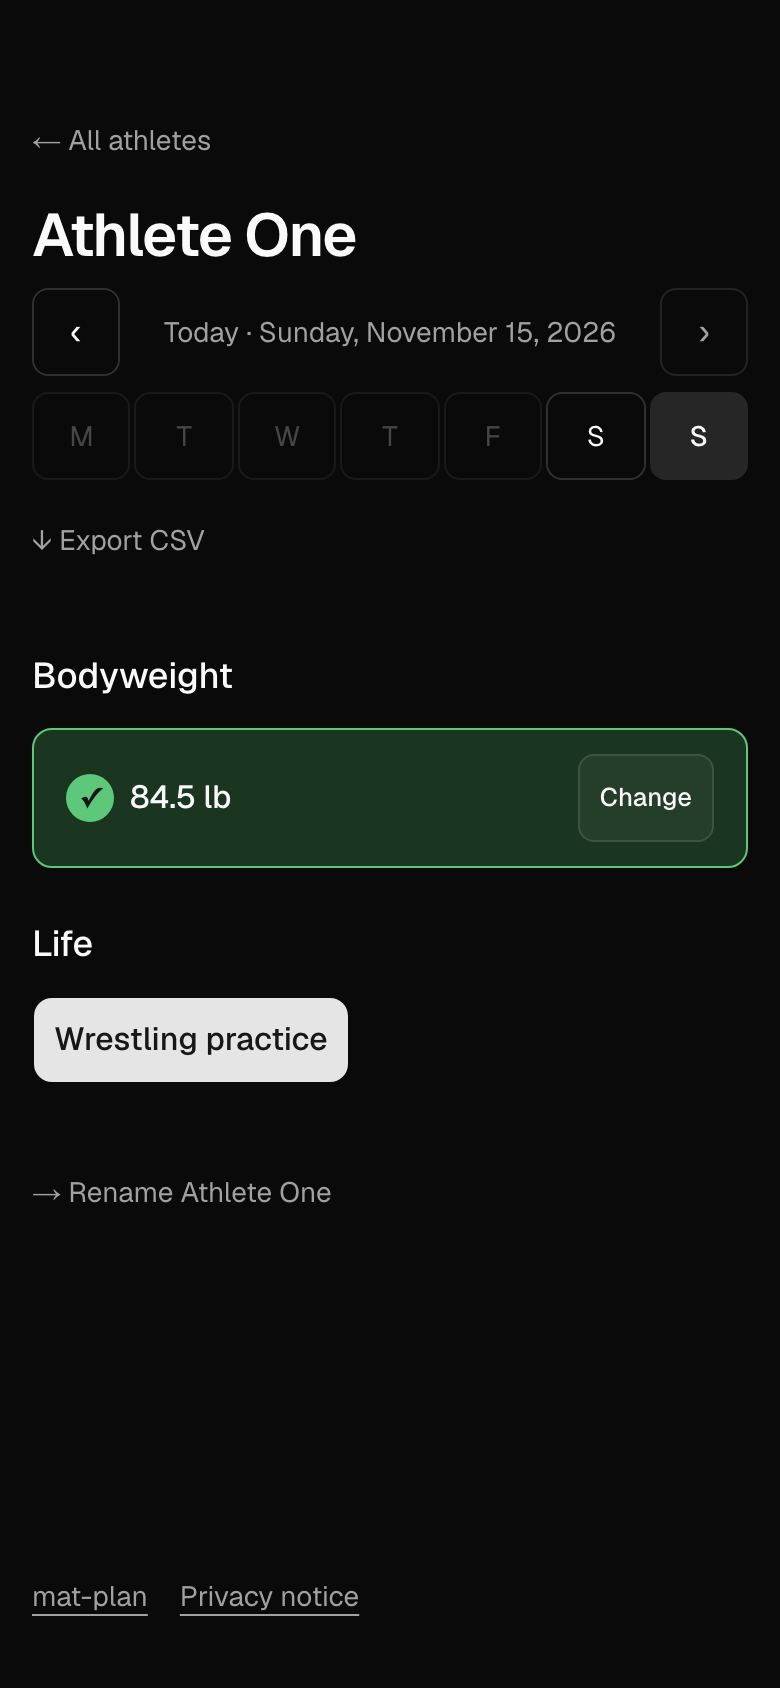 ← All athletes
Athlete One
‹ Today · Sunday, November 15, 2026 ›
M T W T F S S
↓ Export CSV
Bodyweight
✓ 84.5 lb Change
Life
Wrestling practice
→ Rename Athlete One
mat-plan Privacy notice